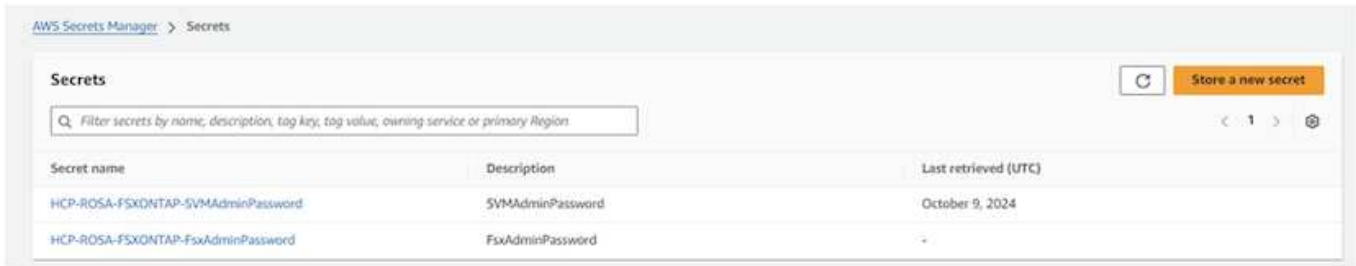 AWS Secrets Manager > Secrets
Secrets
Store a new secret
Filter secrets by name, description, tag key, tag value, owning service or primary Region
< 1 >
Secret name Description Last retrieved (UTC)
HCP-ROSA-FSXONTAP-SVMAdminPassword SVMAdminPassword October 9, 2024
HCP-ROSA-FSXONTAP-FsxAdminPassword FsxAdminPassword -